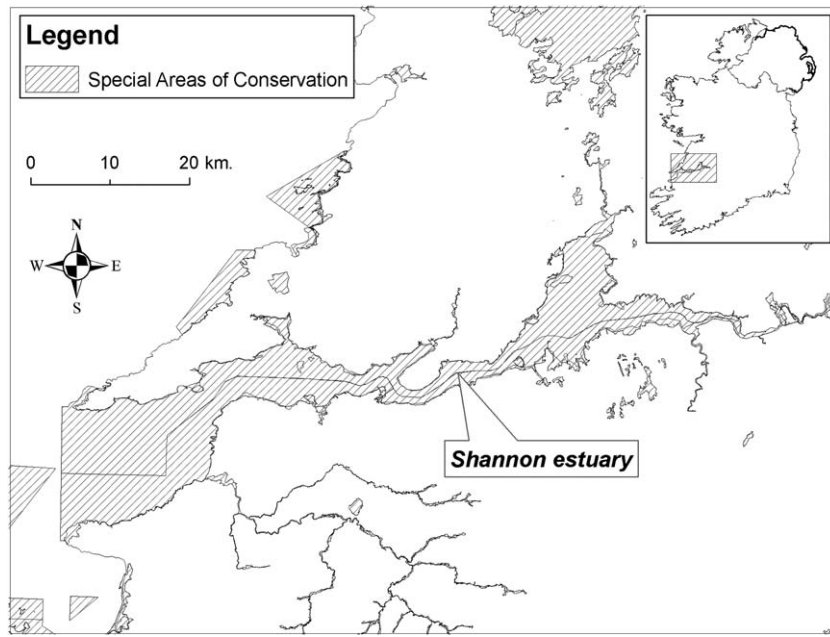 Legend
Special Areas of Conservation
0 10 20 km.
N
W E
S
Shannon estuary